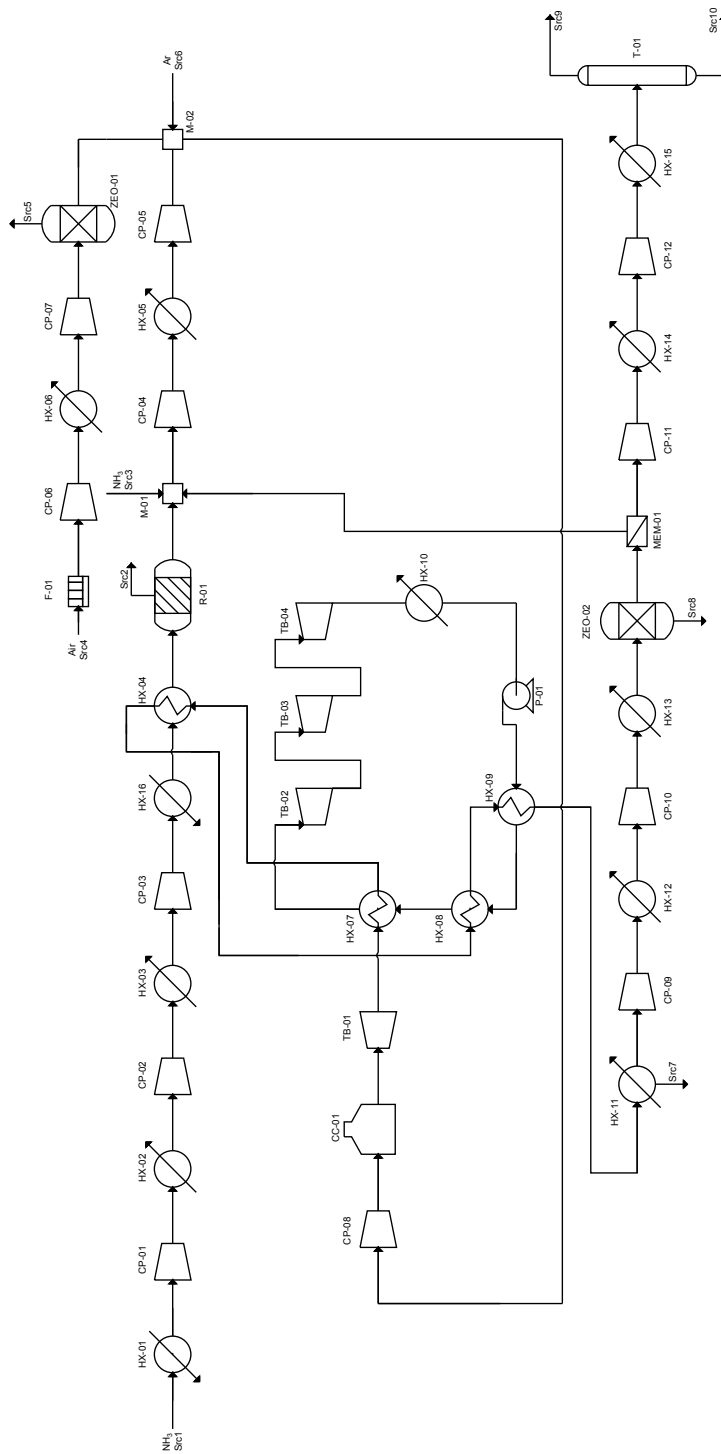 Src9
Src10
T-01
Ar
Src6
M-02
Src5
ZEO-01
CP-05
HX-15
CP-12
CP-07
HX-05
HX-14
HX-06
CP-04
CP-11
CP-06
NH₃
Src3
M-01
MEM-01
F-01
Air
Src4
Src2
R-01
HX-10
TB-04
ZEO-02
Src8
HX-04
TB-03
P-01
HX-13
HX-16
TB-02
HX-09
CP-10
CP-03
HX-07
HX-08
HX-12
HX-03
TB-01
CP-09
CP-02
CC-01
HX-11
Src7
HX-02
CP-08
CP-01
HX-01
NH₃
Src1